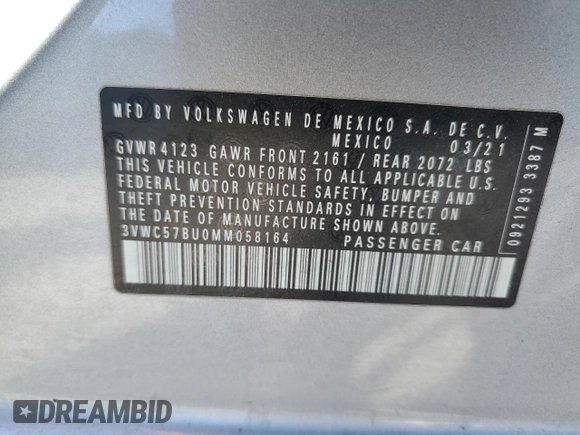 MFD BY VOLKSWAGEN DE MEXICO S.A. DE C.V.
MEXICO 03/21
GVWR 4123 GAWR FRONT 2161 / REAR 2072 LBS
THIS VEHICLE CONFORMS TO ALL APPLICABLE U.S.
FEDERAL MOTOR VEHICLE SAFETY, BUMPER AND
THEFT PREVENTION STANDARDS IN EFFECT ON
THE DATE OF MANUFACTURE SHOWN ABOVE.
3VWC57BU0MM058164 PASSENGER CAR
0921293 3387 M
DREAMBID